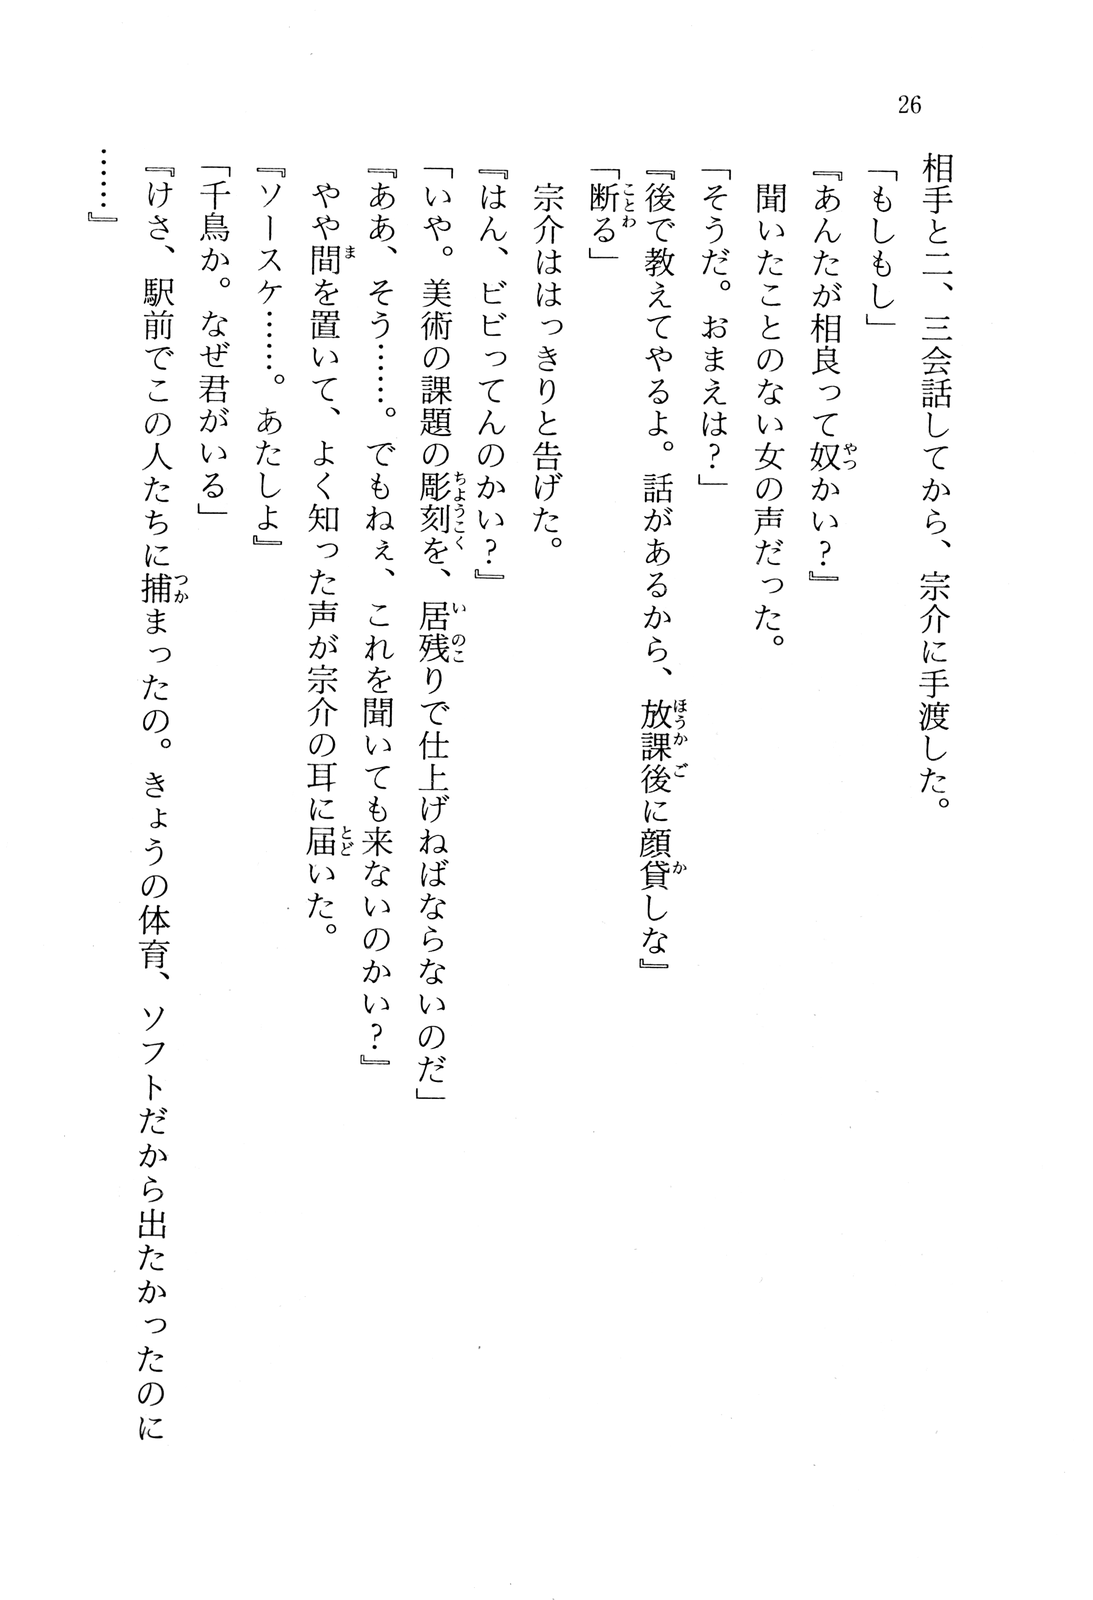 26
相手と二、三会話してから、宗介に手渡した。
「もしもし」
『あんたが相良って奴かい？』
聞いたことのない女の声だった。
「そうだ。おまえは？」
『後で教えてやるよ。話があるから、放課後に顔貸しな』
「断る」
宗介ははっきりと告げた。
『はん、ビビってんのかい？』
「いや。美術の課題の彫刻を、居残りで仕上げねばならないのだ」
『ああ、そう……。でもねぇ、これを聞いても来ないのかい？』
やや間を置いて、よく知った声が宗介の耳に届いた。
『ソースケ……。あたしよ』
「千鳥か。なぜ君がいる」
『けさ、駅前でこの人たちに捕まったの。きょうの体育、ソフトだから出たかったのに
……』